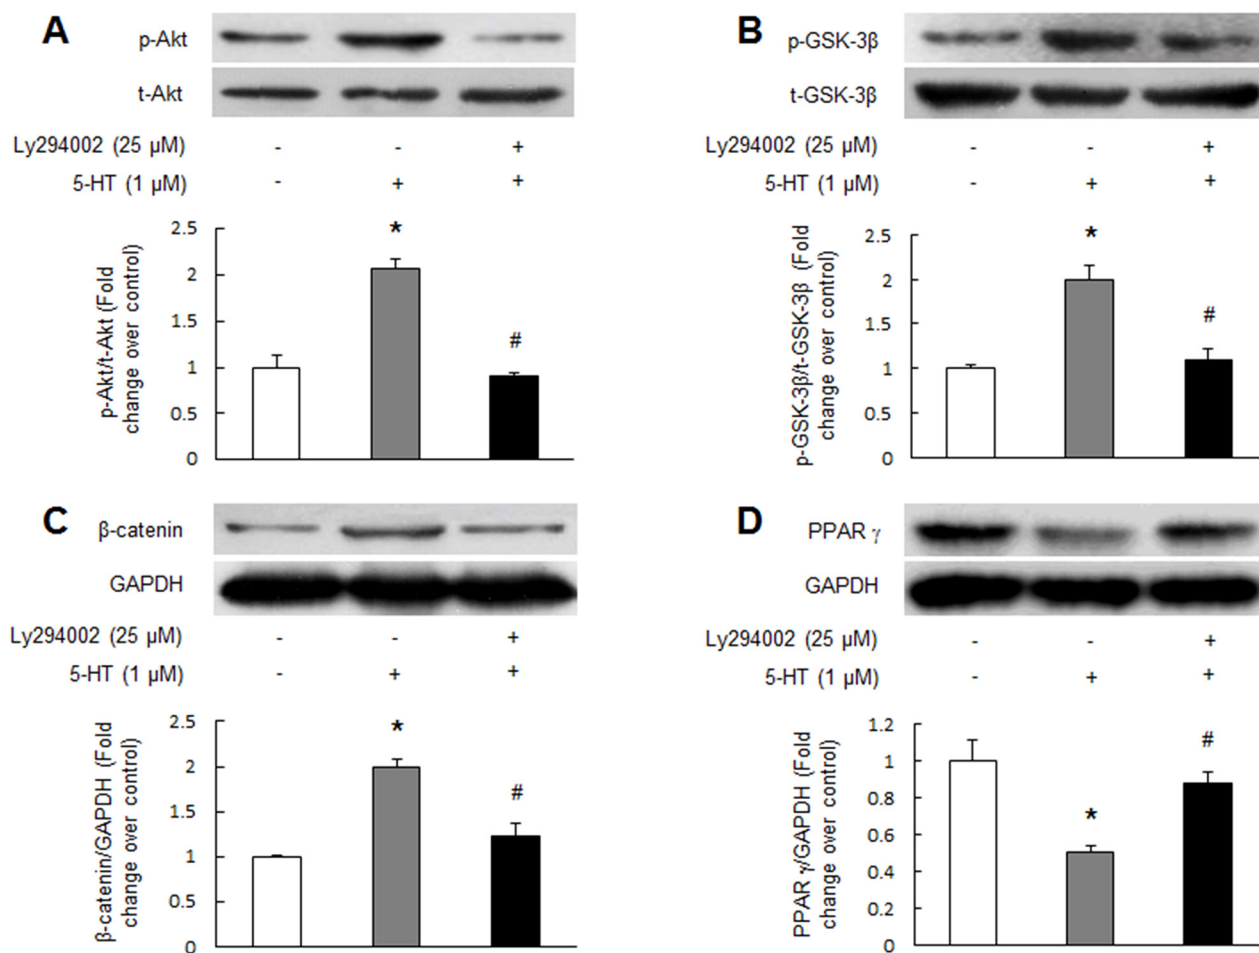 A
p-Akt
t-Akt
Ly294002 (25 µM) - - +
5-HT (1 µM) - + +
p-Akt/t-Akt (Fold
change over control)
2.5
2
1.5
1
0.5
0
*
#
B
p-GSK-3β
t-GSK-3β
Ly294002 (25 µM) - - +
5-HT (1 µM) - + +
p-GSK-3β/t-GSK-3β (Fold
change over control)
2.5
2
1.5
1
0.5
0
*
#
C
β-catenin
GAPDH
Ly294002 (25 µM) - - +
5-HT (1 µM) - + +
β-catenin/GAPDH (Fold
change over control)
2.5
2
1.5
1
0.5
0
*
#
D
PPAR γ
GAPDH
Ly294002 (25 µM) - - +
5-HT (1 µM) - + +
PPAR γ/GAPDH (Fold
change over control)
1.2
1
0.8
0.6
0.4
0.2
0
*
#